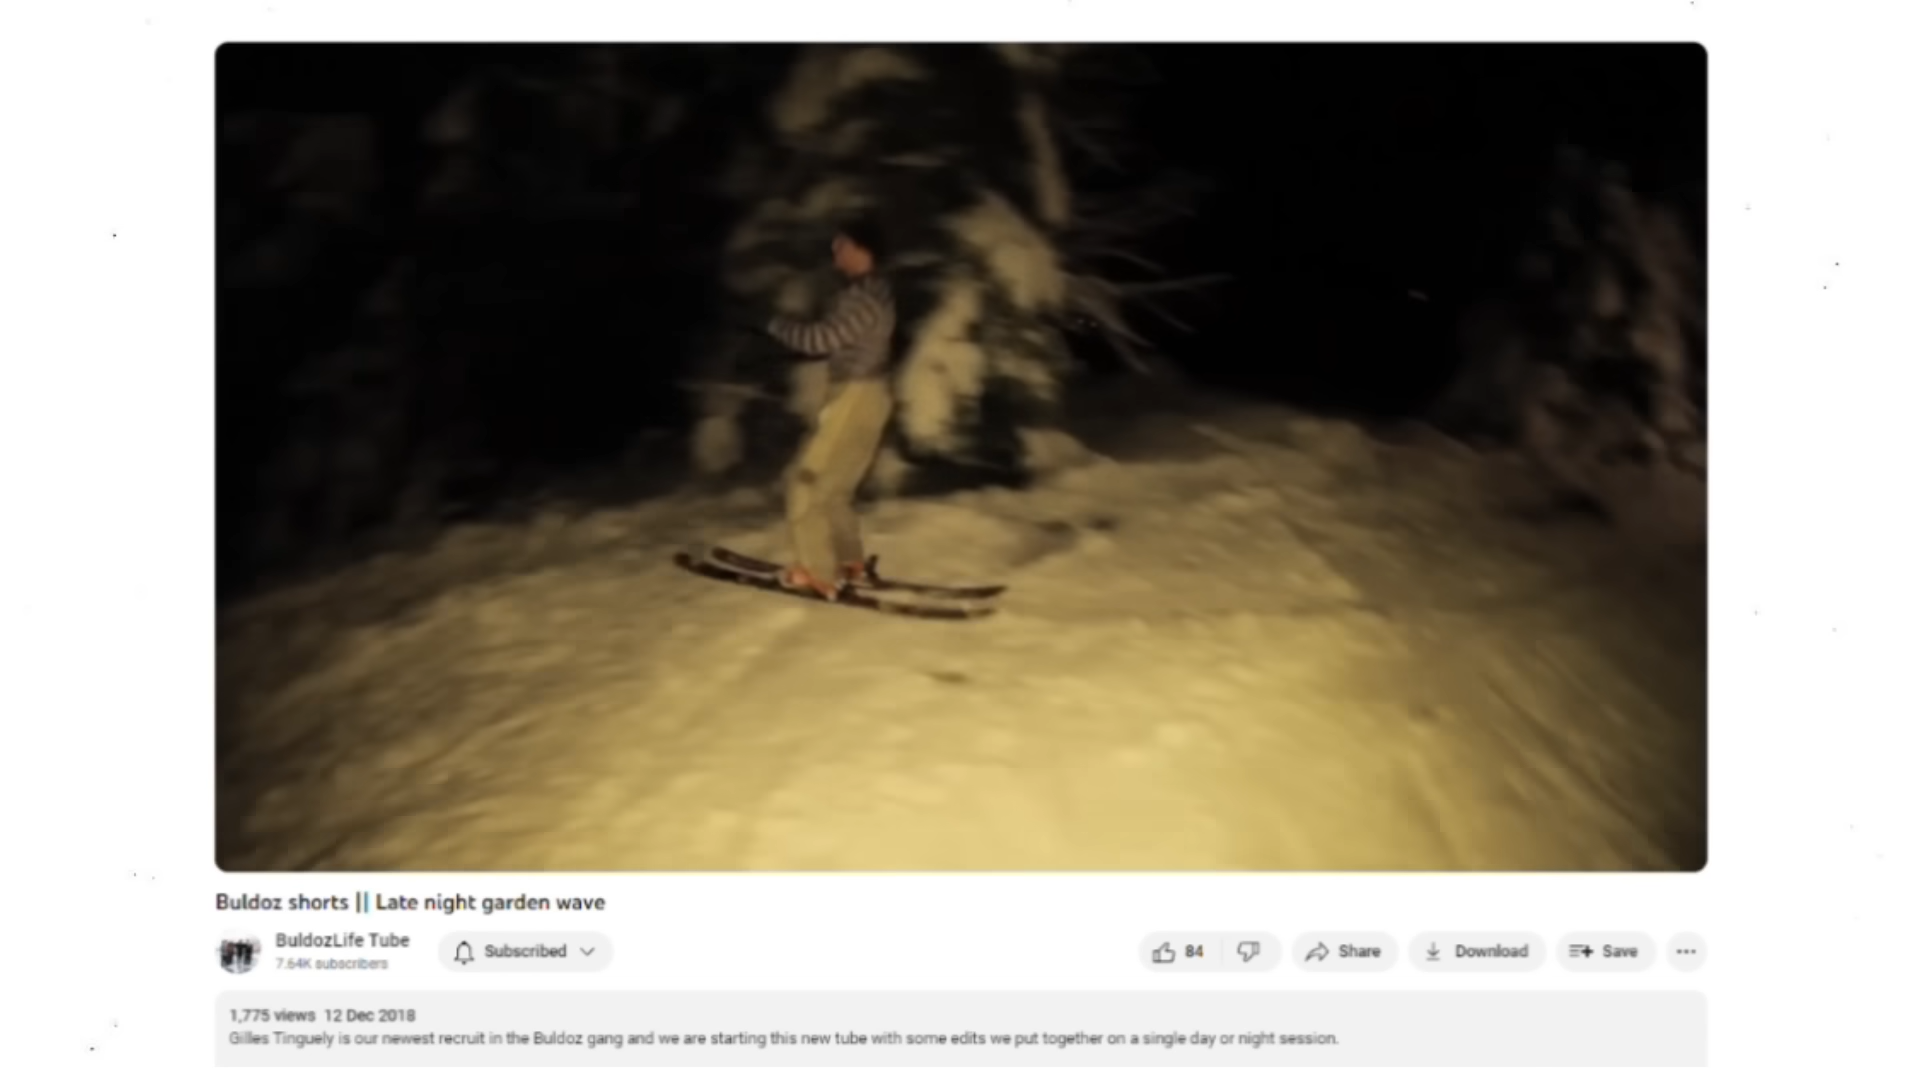 Buldoz shorts || Late night garden wave
BuldozLife Tube
7.64K subscribers
Subscribed
84
Share
Download
Save
1,775 views 12 Dec 2018
Gilles Tinguely is our newest recruit in the Buldoz gang and we are starting this new tube with some edits we put together on a single day or night session.